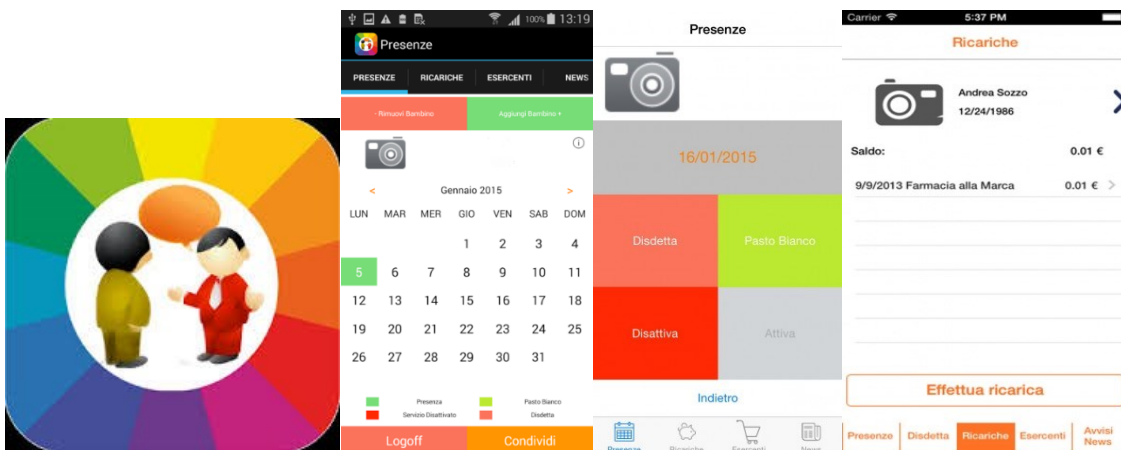 100% 13:19
Presenze
PRESENZE RICARICHE ESERCENTI NEWS
- Rimuovi Bambino Aggiungi Bambino +
< Gennaio 2015 >
LUN MAR MER GIO VEN SAB DOM
1 2 3 4
5 6 7 8 9 10 11
12 13 14 15 16 17 18
19 20 21 22 23 24 25
26 27 28 29 30 31
Presenza Pasto Bianco
Servizio Disattivato Disdetta
Logoff Condividi
Presenze
16/01/2015
Disdetta Pasto Bianco
Disattiva Attiva
Indietro
Presenze Ricariche Esercenti News
Carrier 5:37 PM
Ricariche
Andrea Sozzo
12/24/1986
Saldo: 0.01 €
9/9/2013 Farmacia alla Marca 0.01 € >
Effettua ricarica
Presenze Disdetta Ricariche Esercenti Avvisi News